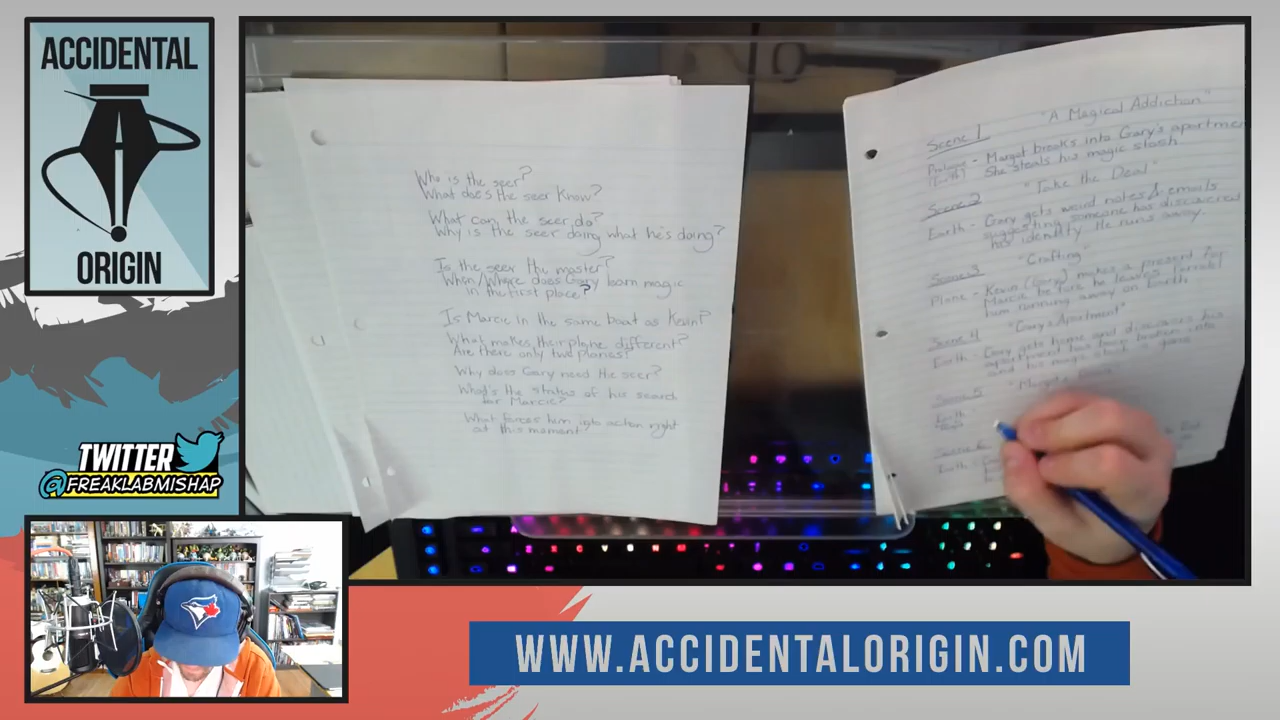 ACCIDENTAL
ORIGIN
TWITTER
@FREAKLABMISHAP
Who is the seer?
What does the seer know?
What can the seer do?
Why is the seer doing what he's doing?
Is the seer the master?
When/Where does Gary learn magic
in the first place?
Is Marcie in the same boat as Kevin?
What makes their plane different?
Are there only two planes?
Why does Gary need the seer?
What's the status of his search
for Marcie?
What forces him into action right
at this moment?
Scene 1 "A Magical Addiction"
Prologue - Margot breaks into Gary's apartmen
(Earth) She steals his magic stash
Scene 2 "Take the Deal"
Earth - Gary gets weird notes & emails
suggesting someone has discovered
his identity. He runs away.
Scene 3 "Crafting"
Plane - Kevin (Gary) makes a present for
Marcie before he leaves. Parallel
him running away on Earth
Scene 4 "Gary's Apartment"
Earth - Gary gets home and discovers his
apartment has been broken into
and his magic stash is gone
Scene 5
Earth
Scene 6
Earth -
WWW.ACCIDENTALORIGIN.COM